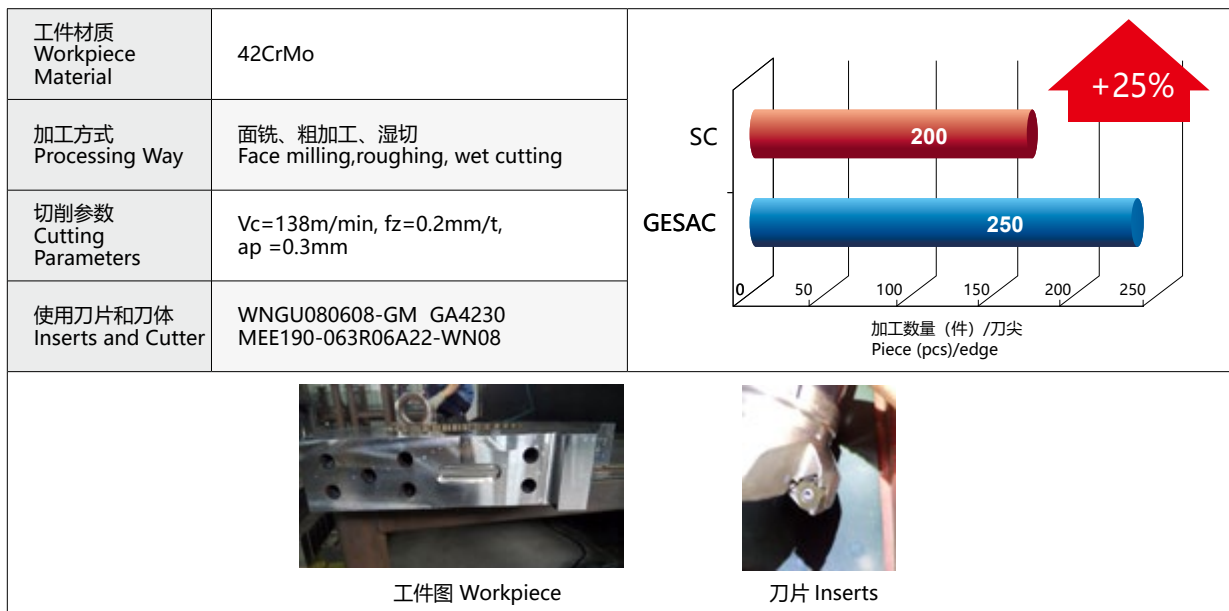 工件材质
Workpiece
Material
42CrMo
加工方式
Processing Way
面铣、粗加工、湿切
Face milling,roughing, wet cutting
切削参数
Cutting
Parameters
Vc=138m/min, fz=0.2mm/t,
ap =0.3mm
使用刀片和刀体
Inserts and Cutter
WNGU080608-GM GA4230
MEE190-063R06A22-WN08
+25%
SC
200
GESAC
250
0 50 100 150 200 250
加工数量（件）/刀尖
Piece (pcs)/edge
工件图 Workpiece
刀片 Inserts